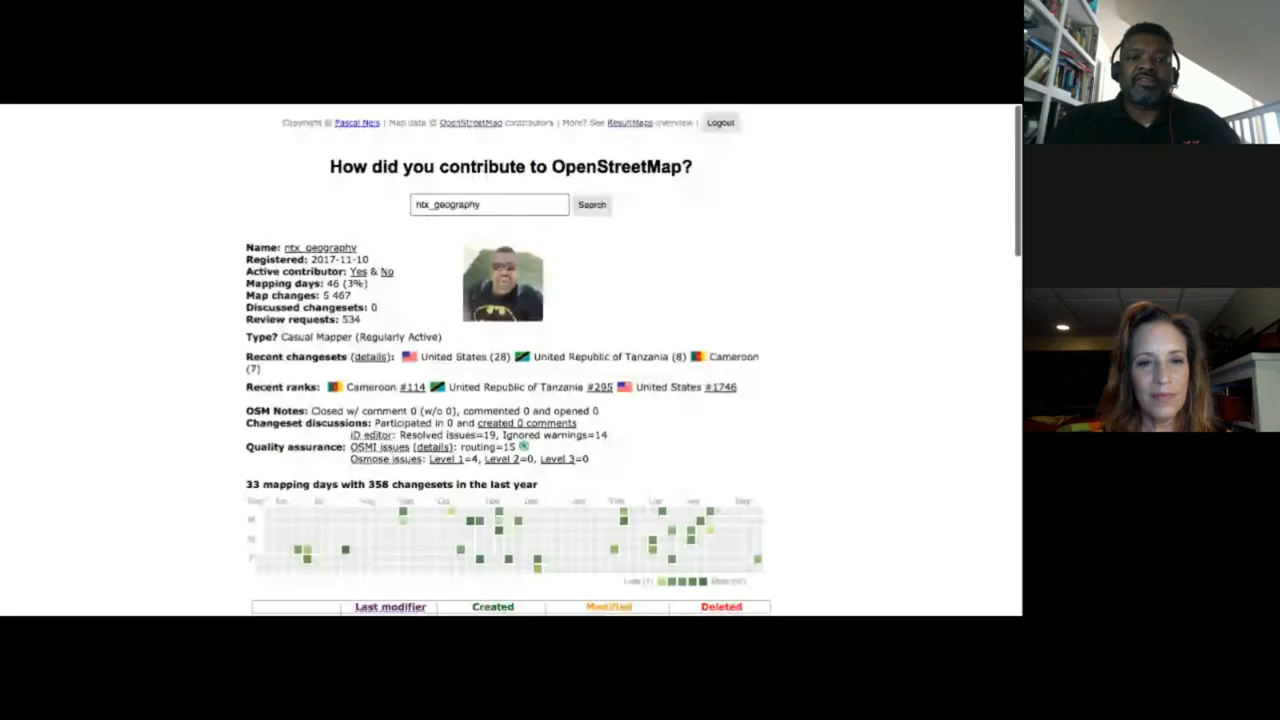 Copyright © Pascal Neis | Map Data © OpenStreetMap contributors | More? See ResultMaps-overview | Logout
How did you contribute to OpenStreetMap?
ntx_geography Search
Name: ntx_geography
Registered: 2017-11-10
Active contributor: Yes & No
Mapping days: 46 (3%)
Map changes: 5 467
Discussed changesets: 0
Review requests: 534
Type? Casual Mapper (Regularly Active)
Recent changesets (details): United States (28) United Republic of Tanzania (8) Cameroon
(7)
Recent ranks: Cameroon #114 United Republic of Tanzania #295 United States #1746
OSM Notes: Closed w/ comment 0 (w/o 0), commented 0 and opened 0
Changeset discussions: Participated in 0 and created 0 comments
iD editor: Resolved issues=19, Ignored warnings=14
Quality assurance: OSMI issues (details): routing=15
Osmose issues: Level 1=4, Level 2=0, Level 3=0
33 mapping days with 358 changesets in the last year
Last modifier Created Modified Deleted